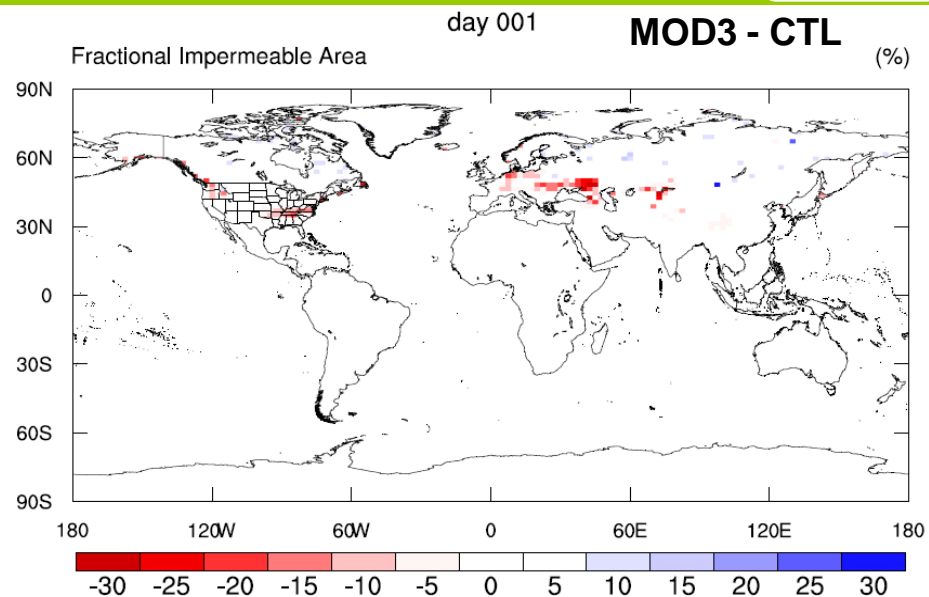 day 001
MOD3 - CTL
Fractional Impermeable Area
(%)
90N
60N
30N
0
30S
60S
90S
180 120W 60W 0 60E 120E 180
-30 -25 -20 -15 -10 -5 0 5 10 15 20 25 30